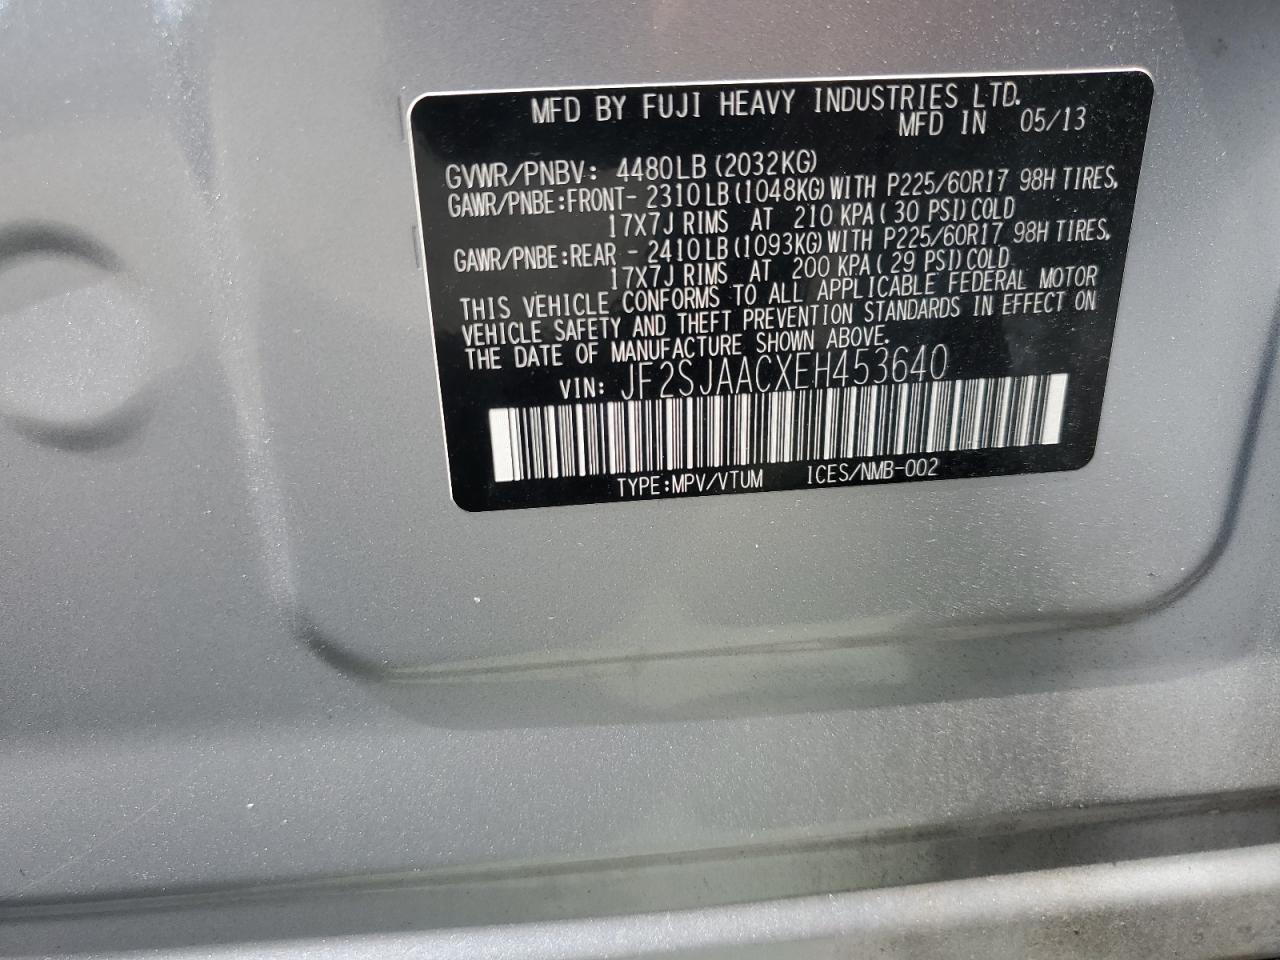 MFD BY FUJI HEAVY INDUSTRIES LTD.
MFD IN 05/13
GVWR/PNBV: 4480LB (2032KG)
GAWR/PNBE:FRONT- 2310LB (1048KG) WITH P225/60R17 98H TIRES,
17X7J RIMS AT 210 KPA( 30 PSI)COLD
GAWR/PNBE:REAR - 2410LB (1093KG) WITH P225/60R17 98H TIRES,
17X7J RIMS AT 200 KPA( 29 PSI)COLD
THIS VEHICLE CONFORMS TO ALL APPLICABLE FEDERAL MOTOR
VEHICLE SAFETY AND THEFT PREVENTION STANDARDS IN EFFECT ON
THE DATE OF MANUFACTURE SHOWN ABOVE.
VIN: JF2SJAACXEH453640
TYPE:MPV/VTUM ICES/NMB-002